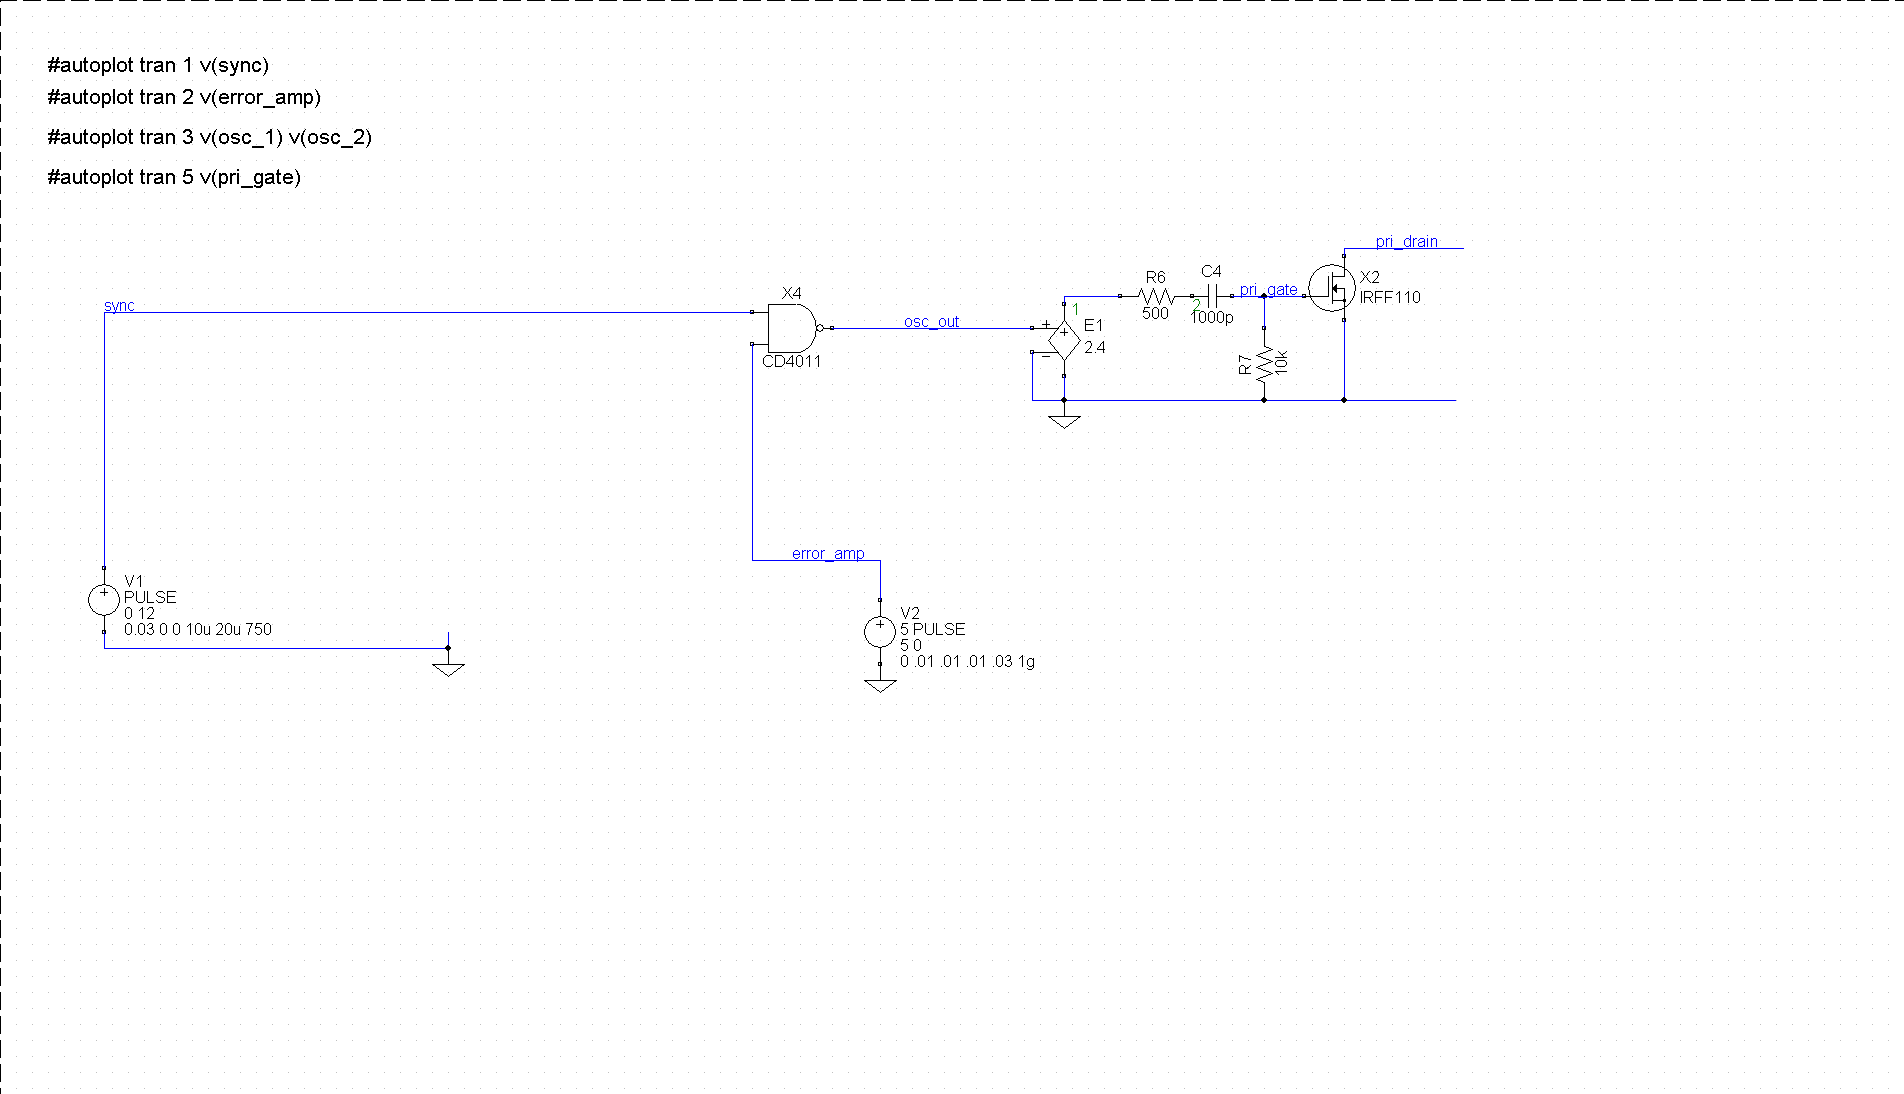 #autoplot tran 1 v(sync)
#autoplot tran 2 v(error_amp)
#autoplot tran 3 v(osc_1) v(osc_2)
#autoplot tran 5 v(pri_gate)
pri_drain
X2
IRFF110
R6
500
C4
2
1000p
pri_gate
1
E1
2.4
R7
10k
sync
X4
CD4011
osc_out
error_amp
V1
PULSE
0 12
0.03 0 0 10u 20u 750
V2
5 PULSE
5 0
0 .01 .01 .01 .03 1g